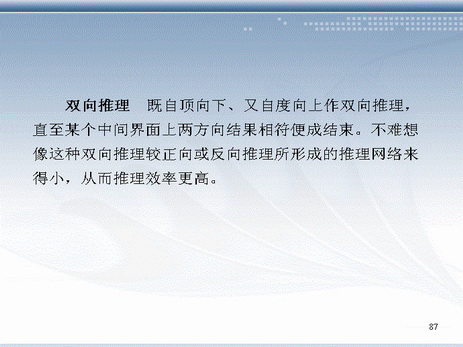 双向推理 既自顶向下、又自度向上作双向推理，
直至某个中间界面上两方向结果相符便成结束。不难想
像这种双向推理较正向或反向推理所形成的推理网络来
得小，从而推理效率更高。
87